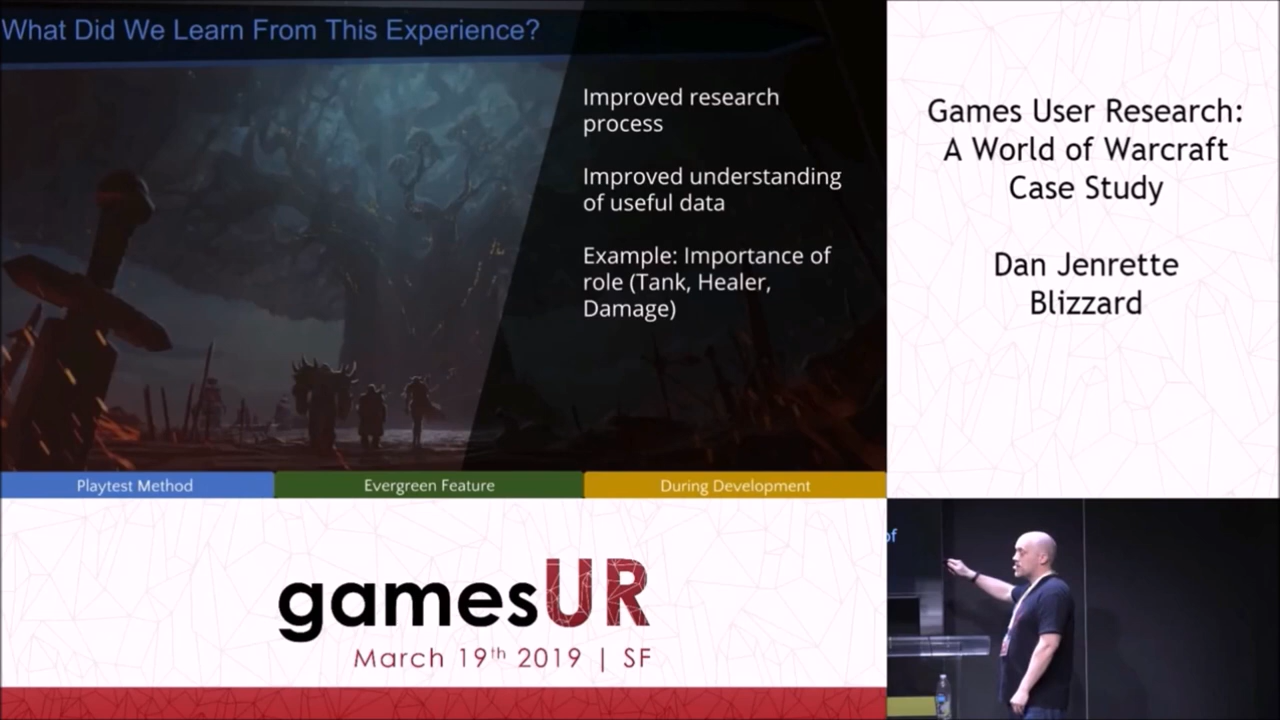 What Did We Learn From This Experience?
Improved research
process
Improved understanding
of useful data
Example: Importance of
role (Tank, Healer,
Damage)
Playtest Method
Evergreen Feature
During Development
Games User Research:
A World of Warcraft
Case Study
Dan Jenrette
Blizzard
gamesUR
March 19th 2019 | SF
of